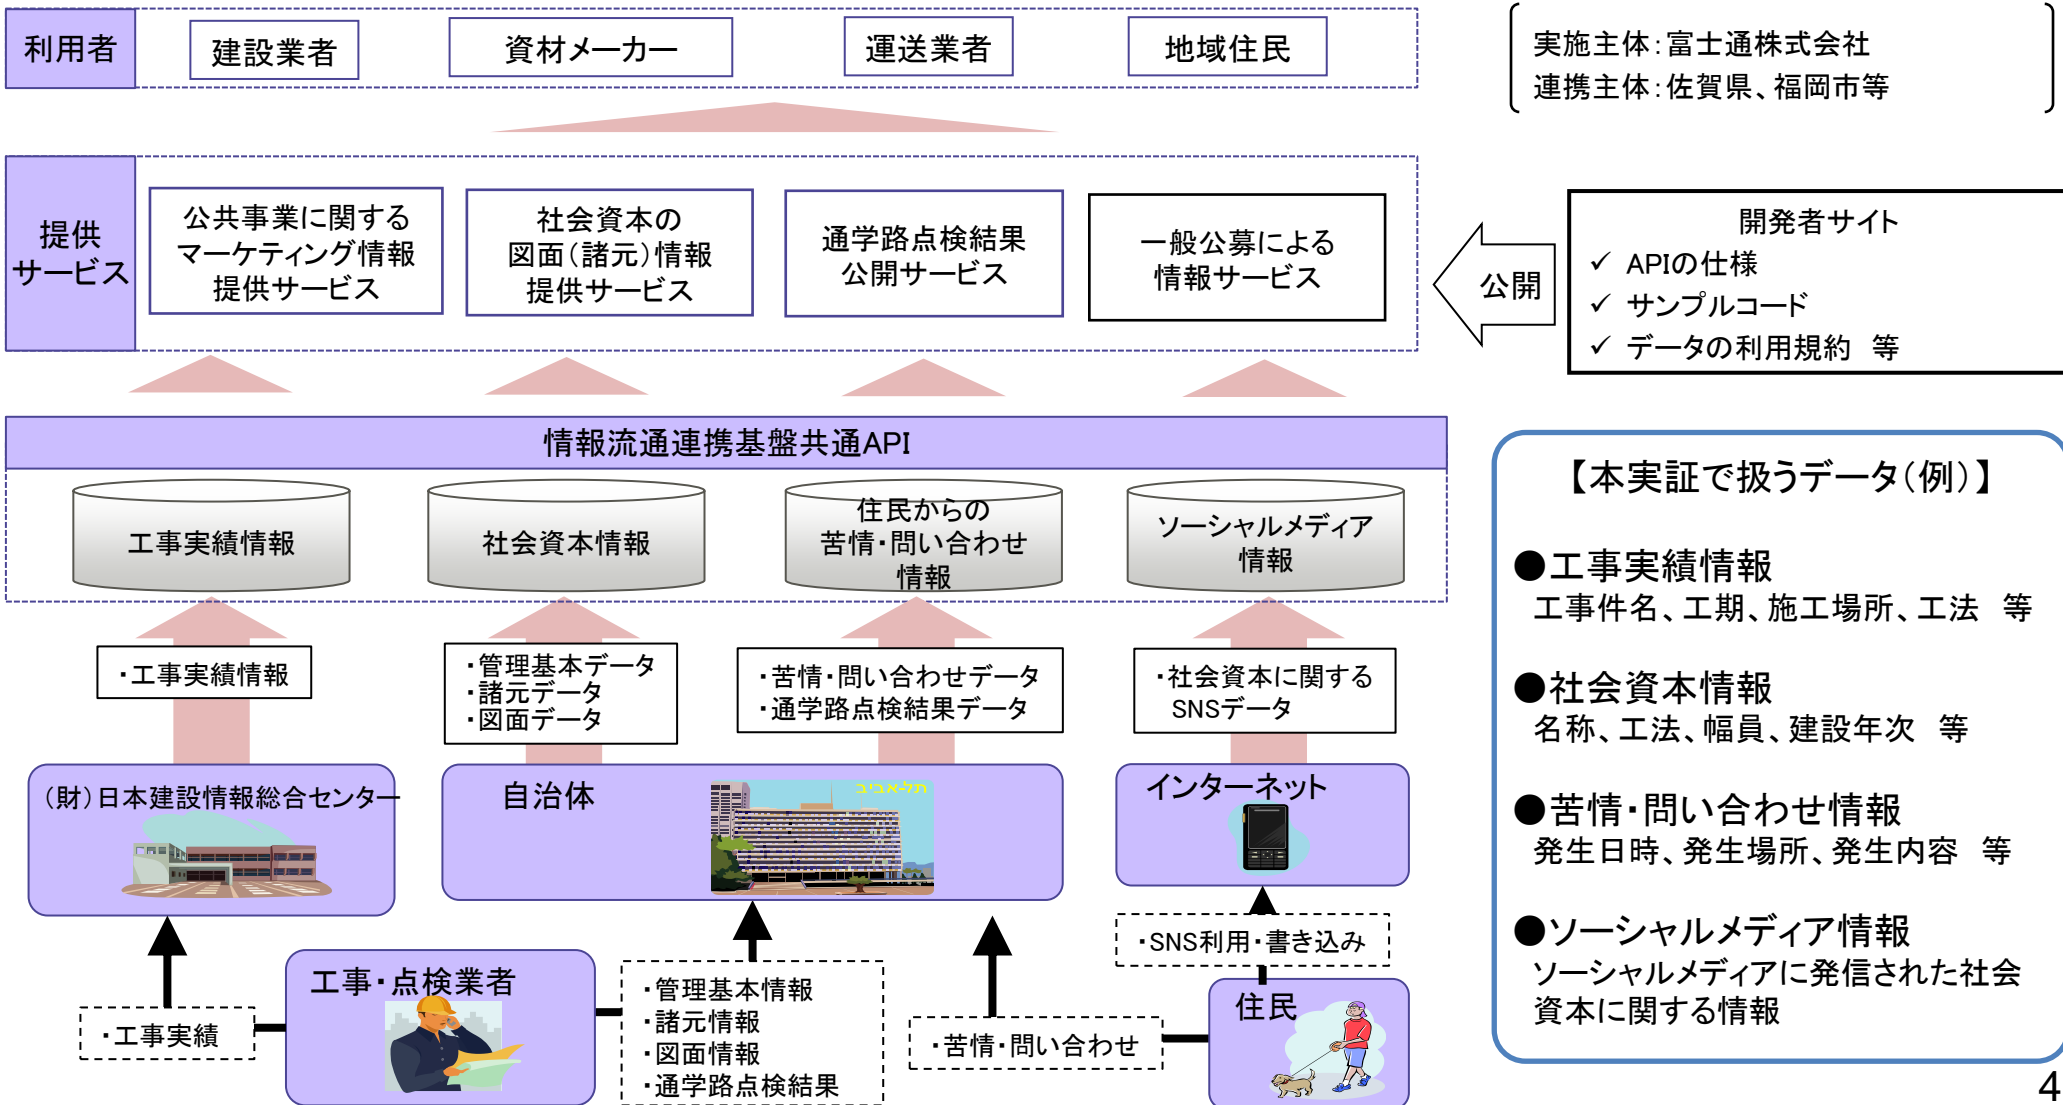 利用者
建設業者
資材メーカー
運送業者
地域住民
実施主体：富士通株式会社
連携主体：佐賀県、福岡市等
提供
サービス
公共事業に関する
マーケティング情報
提供サービス
社会資本の
図面（諸元）情報
提供サービス
通学路点検結果
公開サービス
一般公募による
情報サービス
公開
開発者サイト
✓ APIの仕様
✓ サンプルコード
✓ データの利用規約　等
情報流通連携基盤共通API
工事実績情報
社会資本情報
住民からの
苦情・問い合わせ
情報
ソーシャルメディア
情報
・工事実績情報
・管理基本データ
・諸元データ
・図面データ
・苦情・問い合わせデータ
・通学路点検結果データ
・社会資本に関する
SNSデータ
（財）日本建設情報総合センター
自治体
תל-אביב
インターネット
・工事実績
工事・点検業者
・管理基本情報
・諸元情報
・図面情報
・通学路点検結果
・苦情・問い合わせ
・SNS利用・書き込み
住民
【本実証で扱うデータ（例）】
●工事実績情報
工事件名、工期、施工場所、工法　等
●社会資本情報
名称、工法、幅員、建設年次　等
●苦情・問い合わせ情報
発生日時、発生場所、発生内容　等
●ソーシャルメディア情報
ソーシャルメディアに発信された社会
資本に関する情報
4